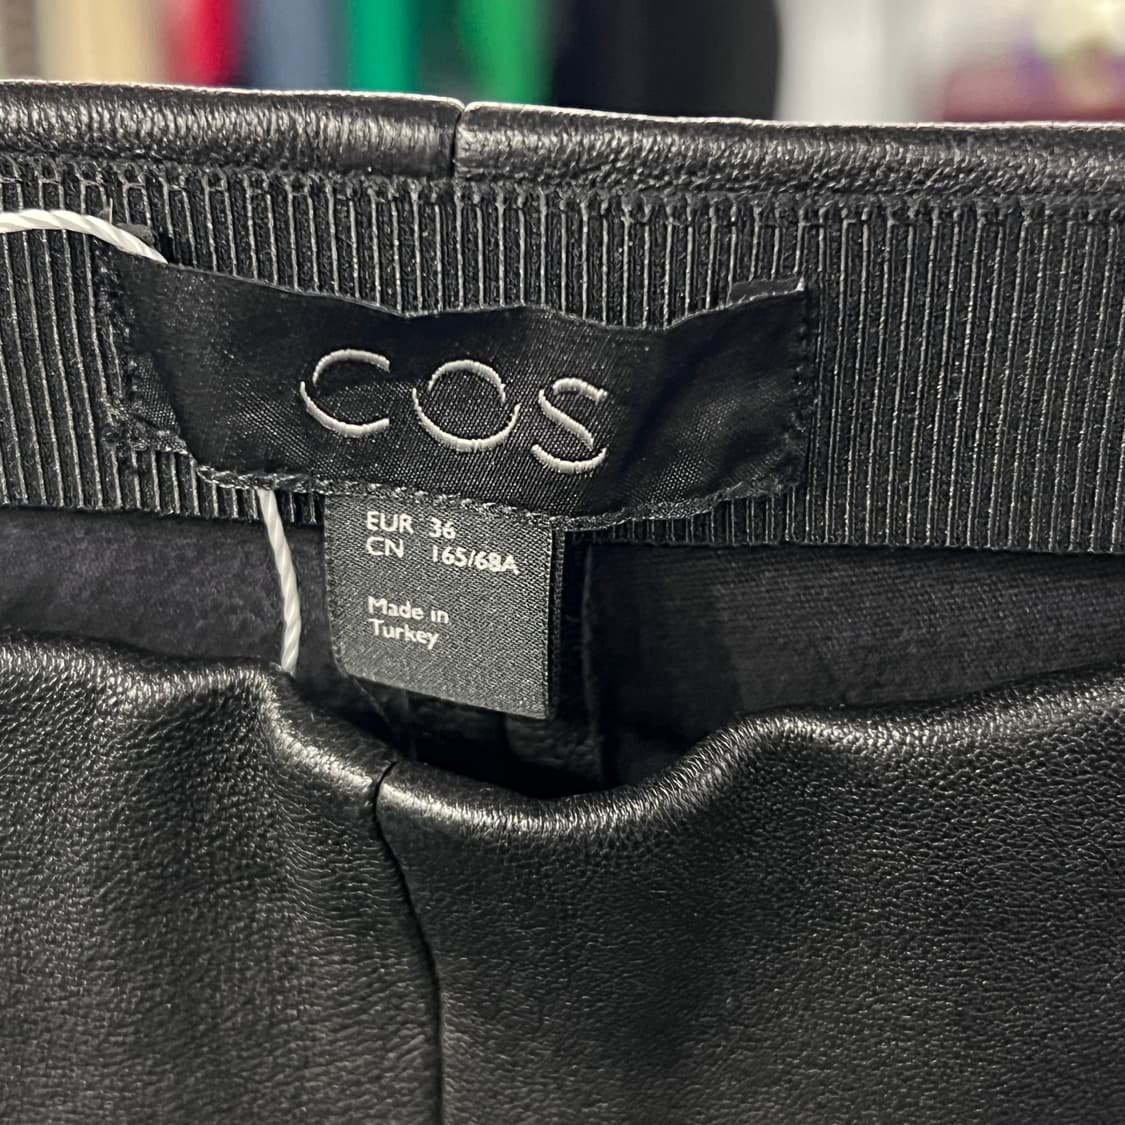 COS
EUR 36
CN 165/68A
Made in
Turkey